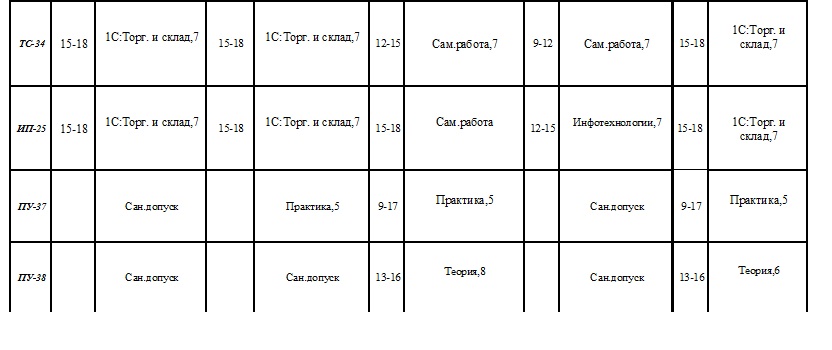 ТС-34 15-18 1С:Торг. и склад,7 15-18 1С:Торг. и склад,7 12-15 Сам.работа,7 9-12 Сам.работа,7 15-18 1С:Торг. и
склад,7
ИП-25 15-18 1С:Торг. и склад,7 15-18 1С:Торг. и склад,7 15-18 Сам.работа 12-15 Инфотехнологии,7 15-18 1С:Торг. и
склад,7
ПУ-37 Сан.допуск Практика,5 9-17 Практика,5 Сан.допуск 9-17 Практика,5
ПУ-38 Сан.допуск Сан.допуск 13-16 Теория,8 Сан.допуск 13-16 Теория,6